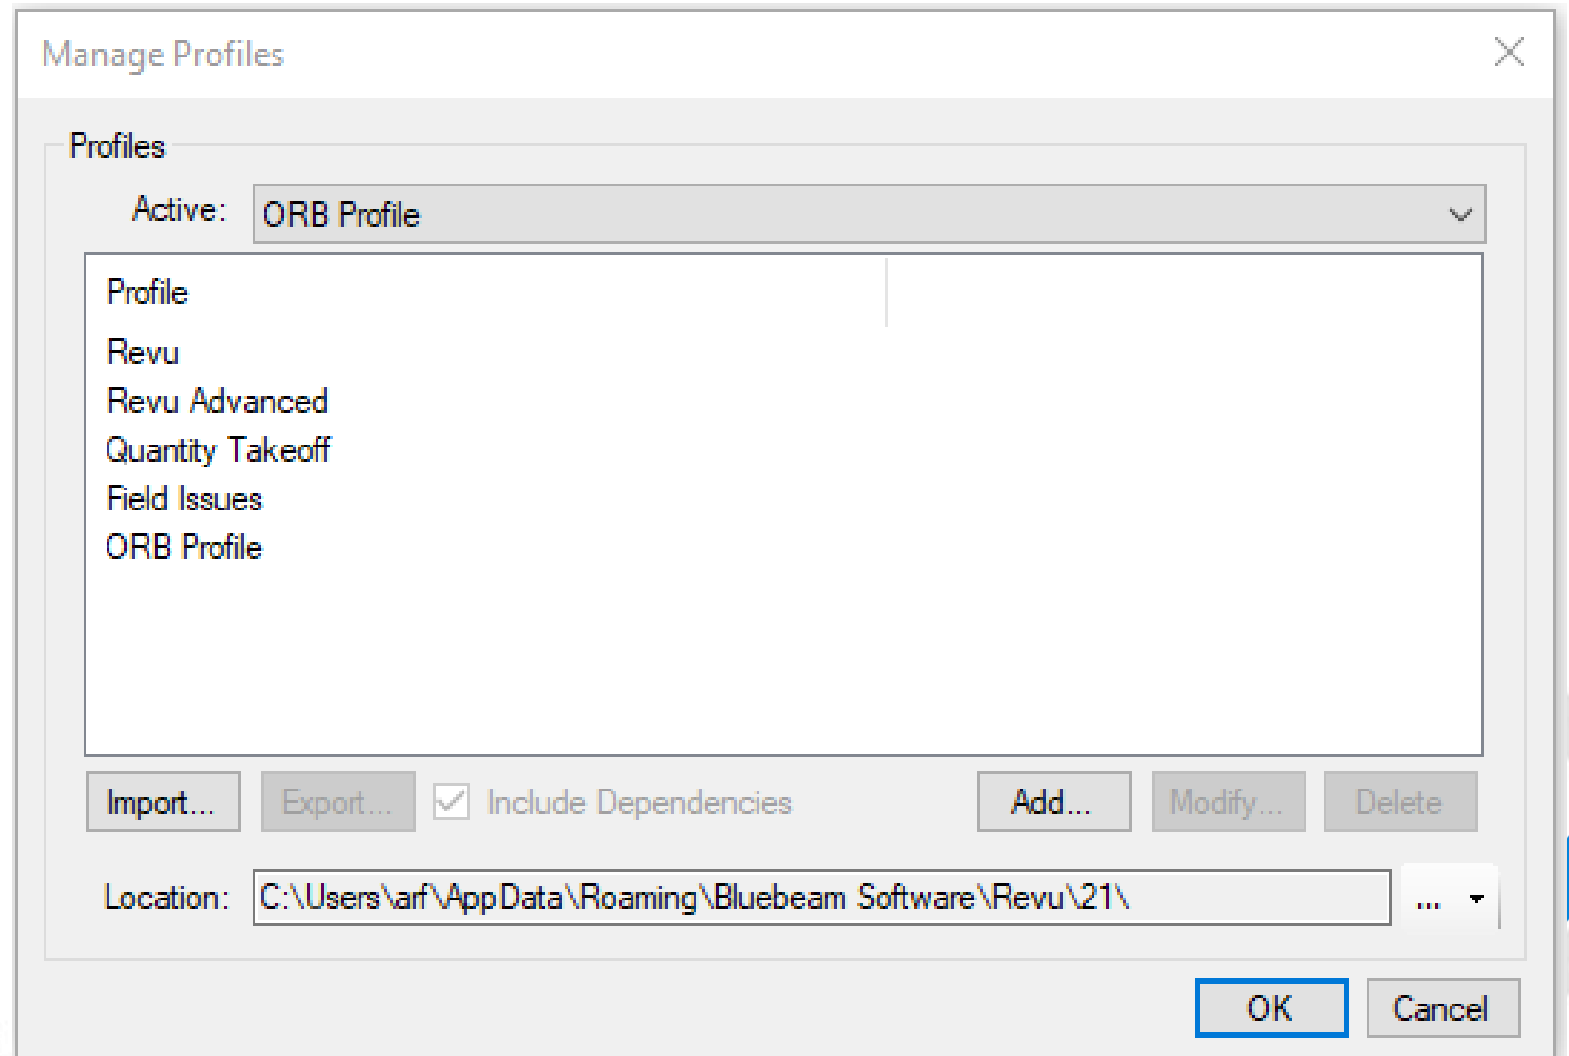 Manage Profiles
Profiles
Active: ORB Profile
Profile
Revu
Revu Advanced
Quantity Takeoff
Field Issues
ORB Profile
Import... Export... Include Dependencies Add... Modify... Delete
Location: C:\Users\arf\AppData\Roaming\Bluebeam Software\Revu\21\ ...
OK Cancel